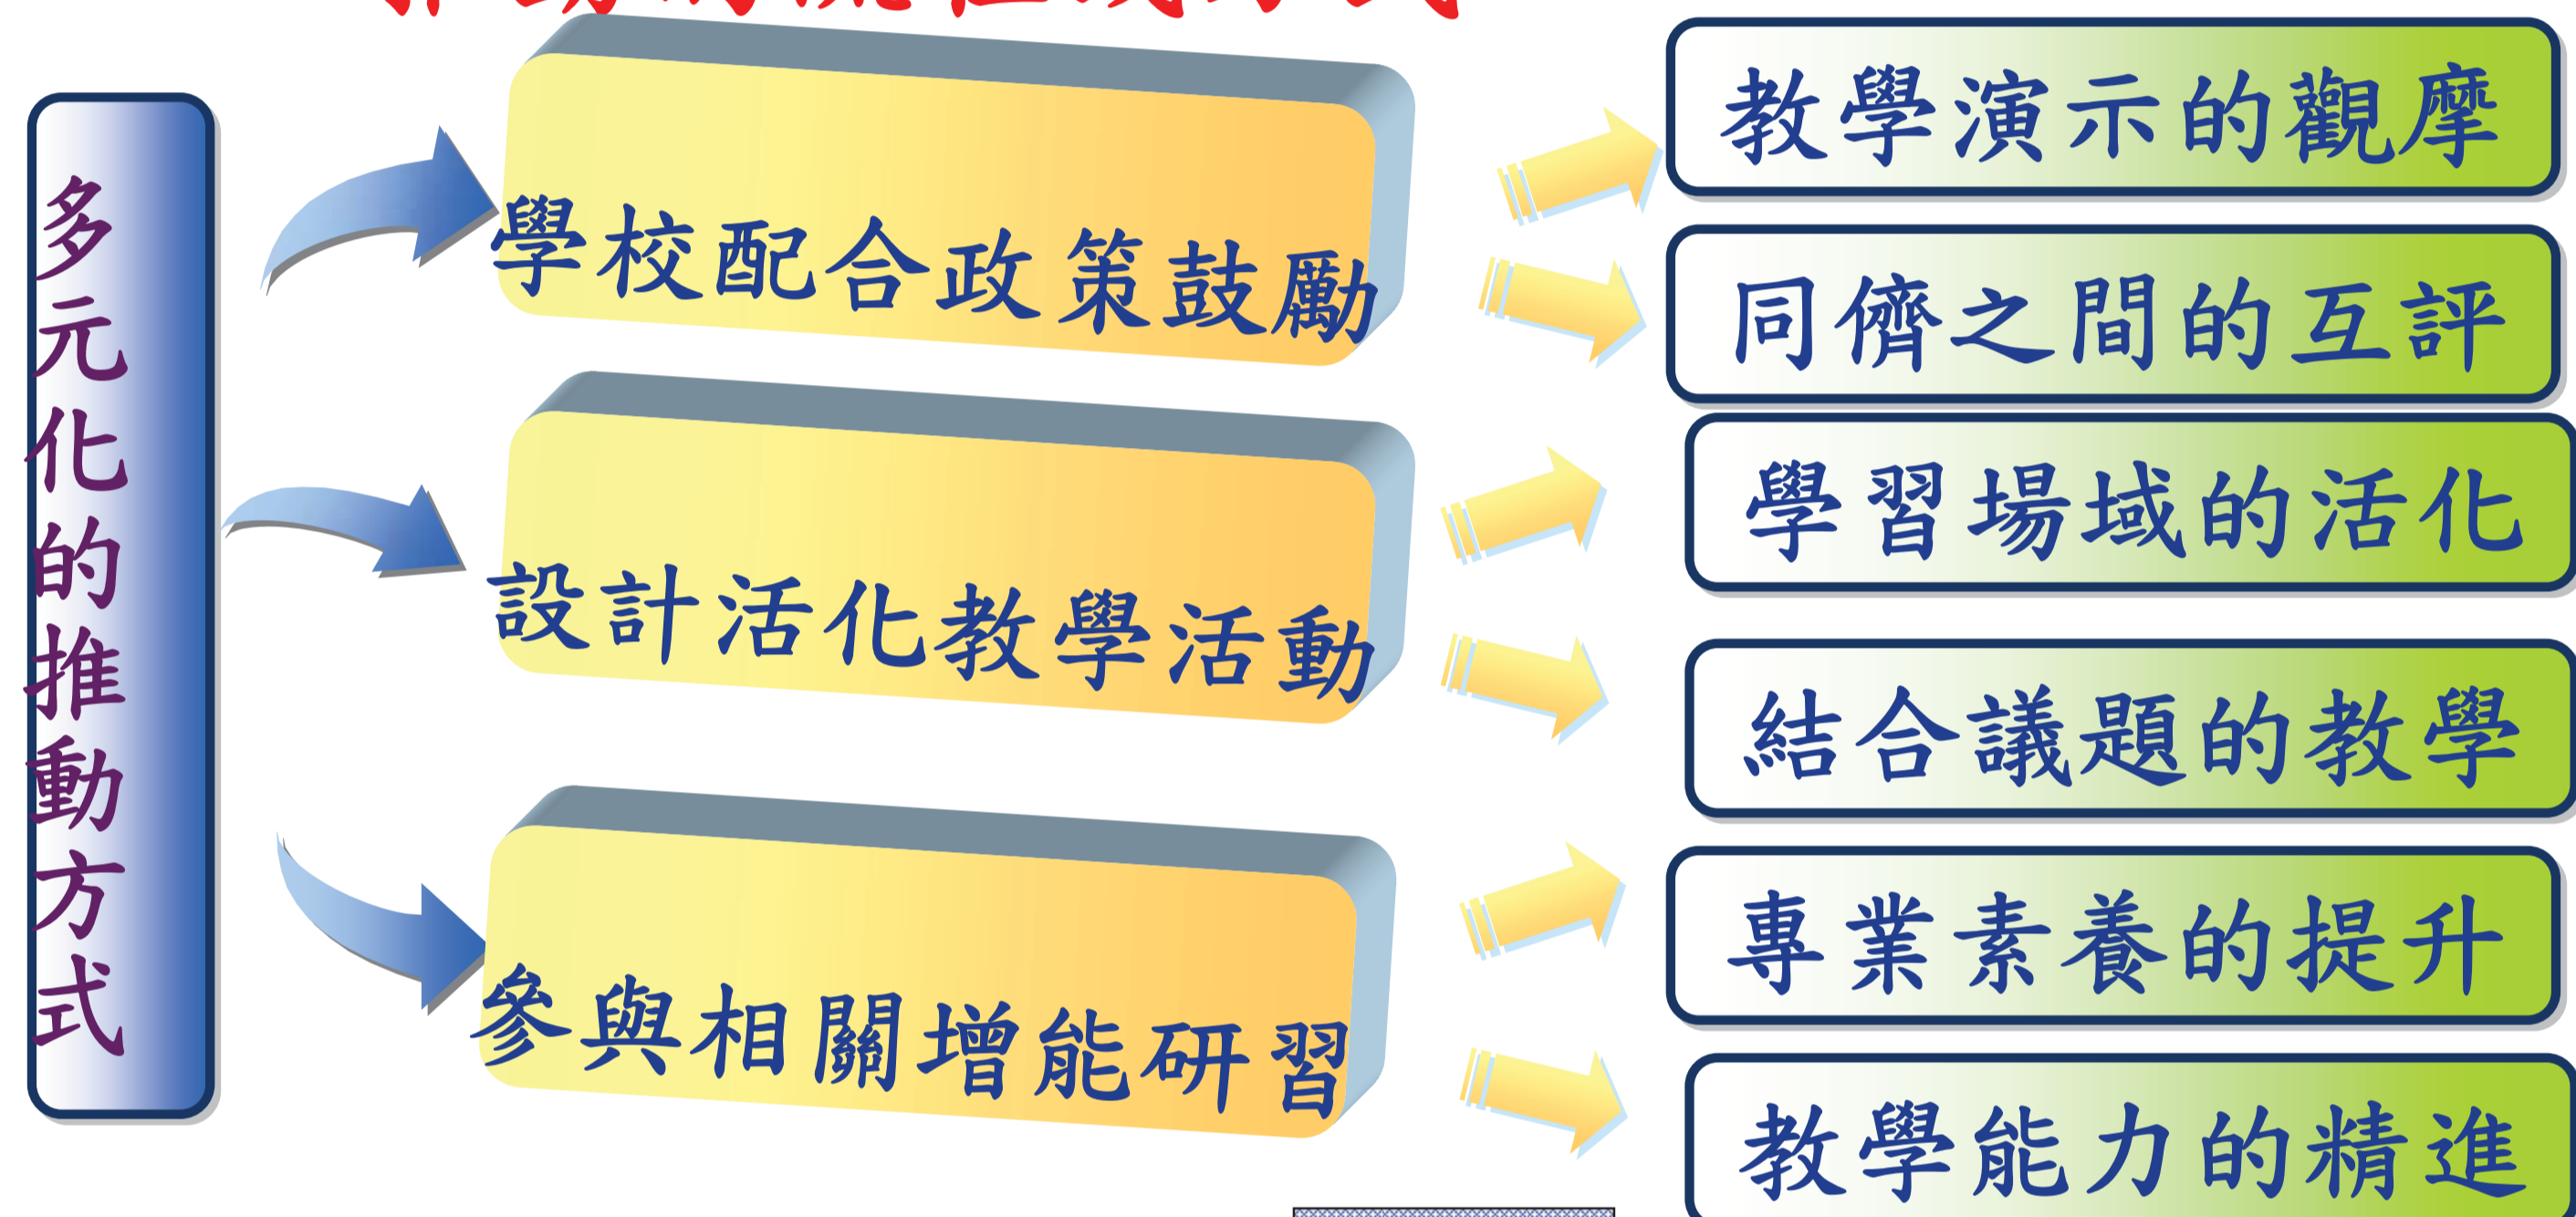 多元化的推動方式
學校配合政策鼓勵
教學演示的觀摩
同儕之間的互評
設計活化教學活動
學習場域的活化
結合議題的教學
參與相關增能研習
專業素養的提升
教學能力的精進